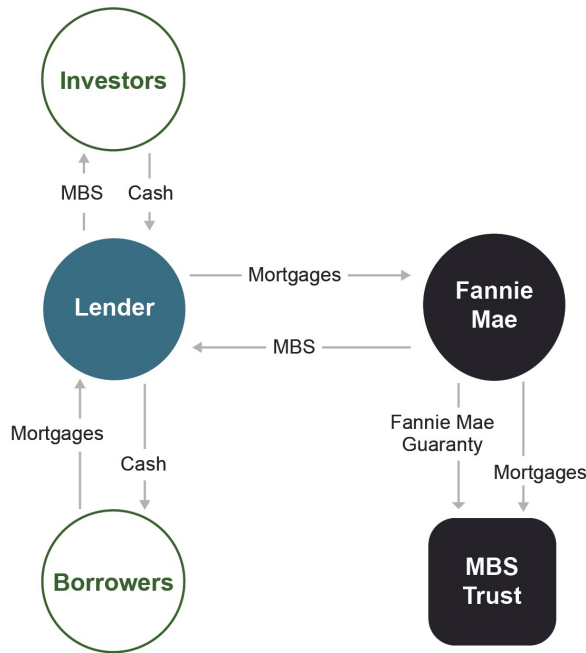 Investors
MBS
Cash
Lender
Mortgages
Fannie
Mae
MBS
Mortgages
Cash
Fannie Mae
Guaranty
Mortgages
Borrowers
MBS
Trust